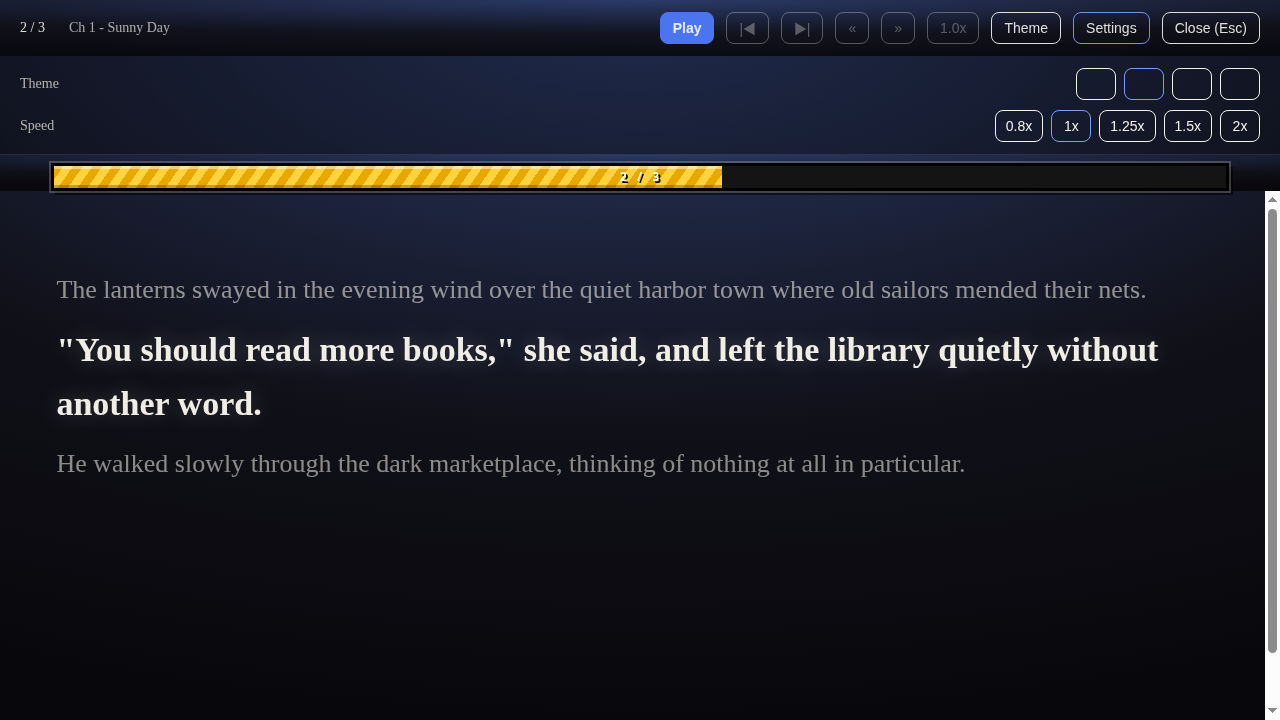 2 / 3 Ch 1 - Sunny Day Play |◀ ▶| « » 1.0x Theme Settings Close (Esc)
Theme
Speed 0.8x 1x 1.25x 1.5x 2x
2 / 3
The lanterns swayed in the evening wind over the quiet harbor town where old sailors mended their nets.
"You should read more books," she said, and left the library quietly without
another word.
He walked slowly through the dark marketplace, thinking of nothing at all in particular.